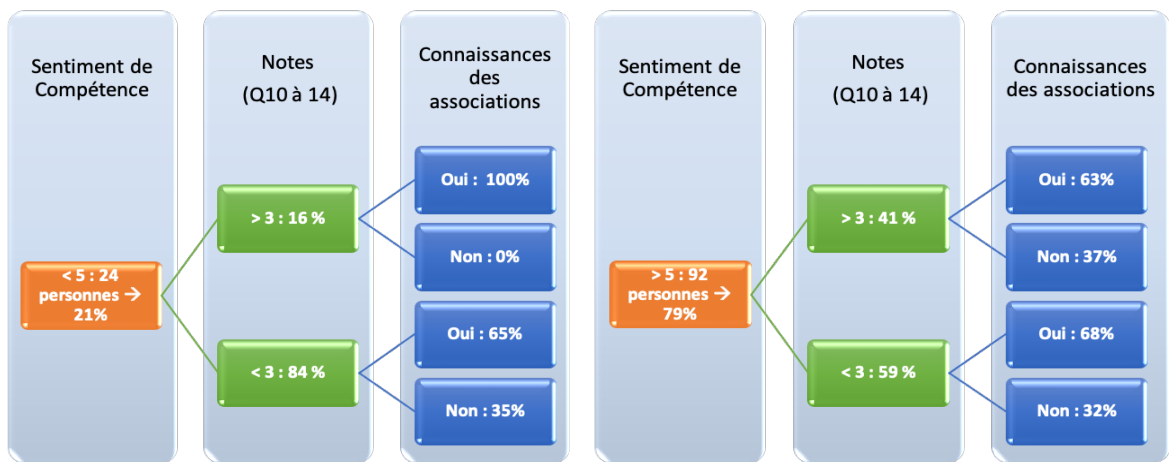 Sentiment de
Compétence
Notes
(Q10 à 14)
Connaissances
des
associations
< 5 : 24
personnes →
21%
> 3 : 16 %
< 3 : 84 %
Oui : 100%
Non : 0%
Oui : 65%
Non : 35%
Sentiment de
Compétence
Notes
(Q10 à 14)
Connaissances
des associations
> 5 : 92
personnes →
79%
> 3 : 41 %
< 3 : 59 %
Oui : 63%
Non : 37%
Oui : 68%
Non : 32%